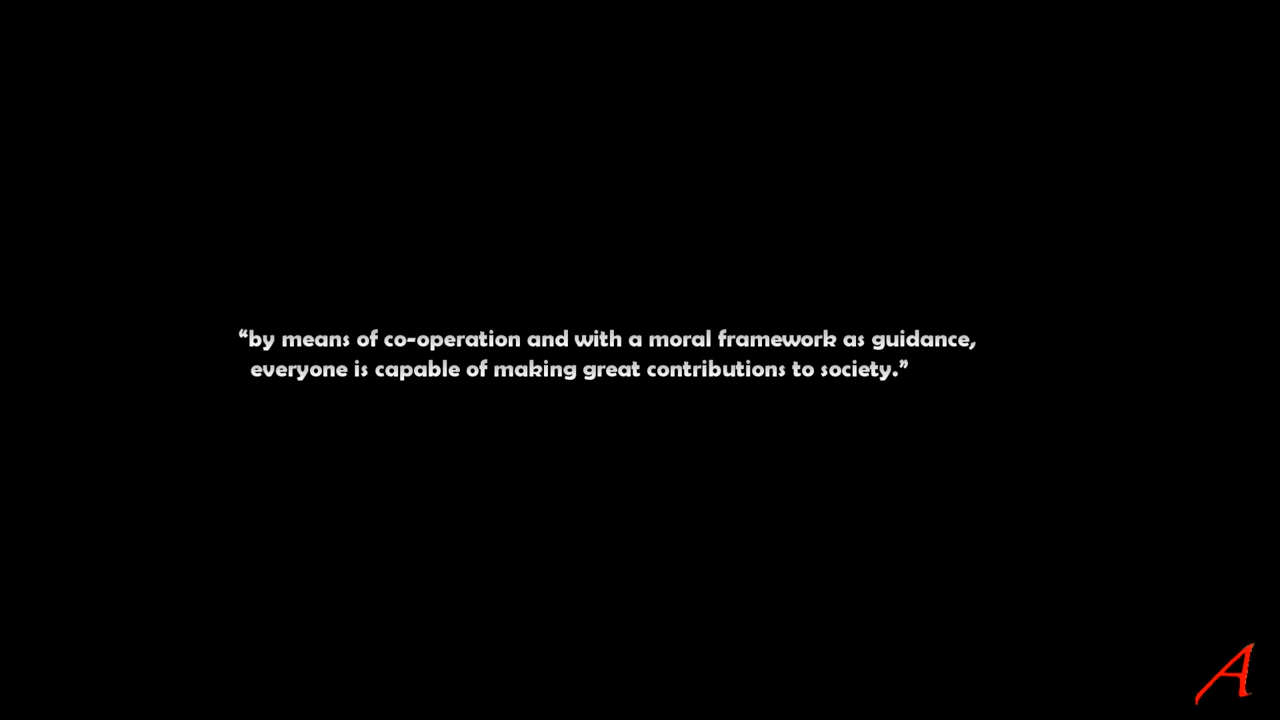 “by means of co-operation and with a moral framework as guidance,
everyone is capable of making great contributions to society.”
A